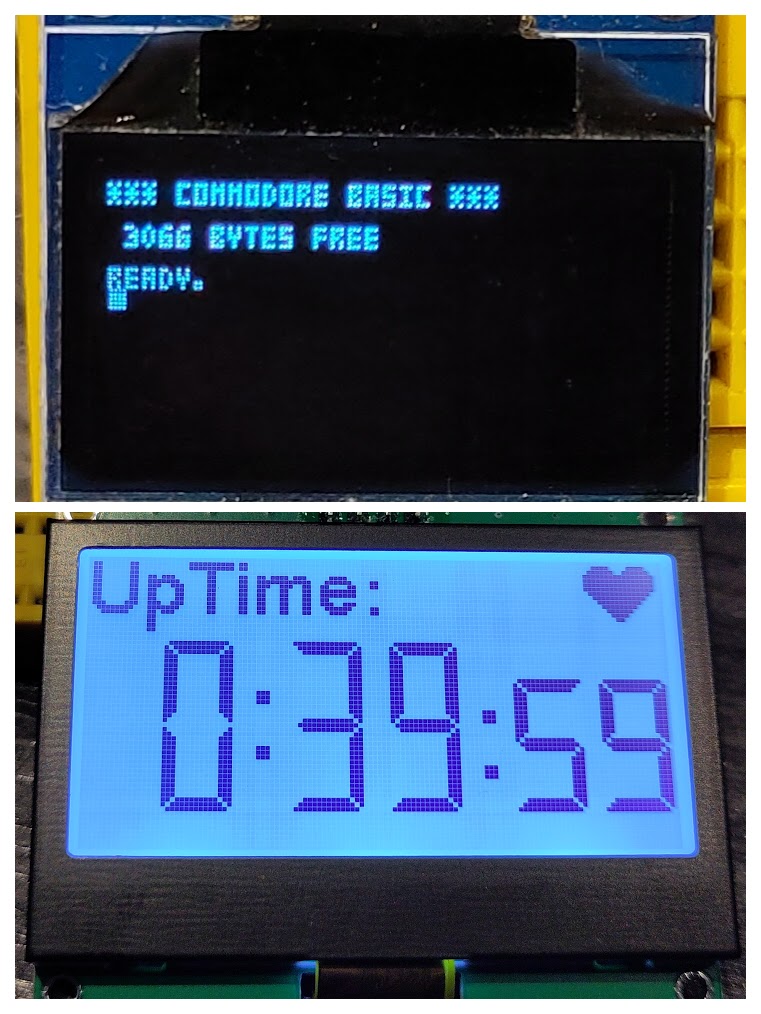 *** COMMODORE BASIC ***
3066 BYTES FREE
READY.
UpTime:
0:39:59